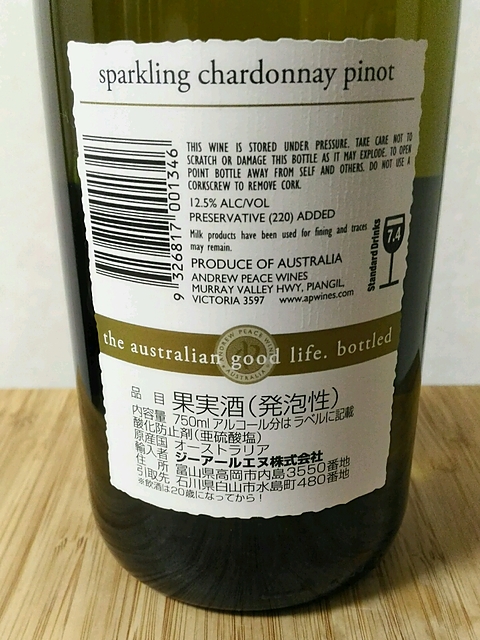 sparkling chardonnay pinot
THIS WINE IS STORED UNDER PRESSURE. TAKE CARE NOT TO
SCRATCH OR DAMAGE THIS BOTTLE AS IT MAY EXPLODE. TO OPEN
POINT BOTTLE AWAY FROM SELF AND OTHERS. DO NOT USE A
CORKSCREW TO REMOVE CORK.
12.5% ALC/VOL
PRESERVATIVE (220) ADDED
Milk products have been used for fining and traces
may remain.
PRODUCE OF AUSTRALIA
ANDREW PEACE WINES
MURRAY VALLEY HWY, PIANGIL,
VICTORIA 3597 www.apwines.com
9 326817 001346
Standard Drinks
7.4
the australian good life. bottled
ANDREW PEACE WINES
AUSTRALIA
品 目 果実酒(発泡性)
内容量 750ml アルコール分はラベルに記載
酸化防止剤(亜硫酸塩)
原産国 オーストラリア
輸入者 ジーアールエヌ株式会社
住 所 富山県高岡市内島3550番地
引取先 石川県白山市水島町480番地
※飲酒は20歳になってから!